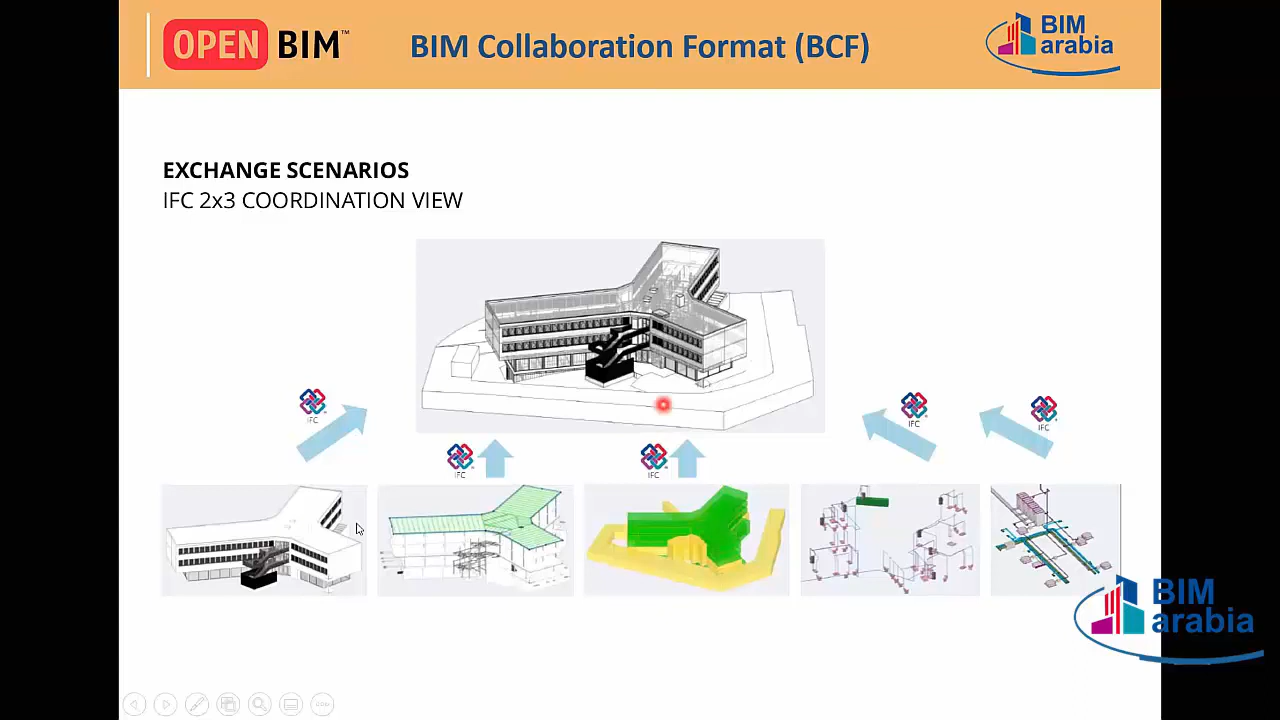 OPEN BIM™
BIM Collaboration Format (BCF)
BIM
arabia
EXCHANGE SCENARIOS
IFC 2x3 COORDINATION VIEW
IFC
IFC
IFC
IFC
IFC
BIM
arabia